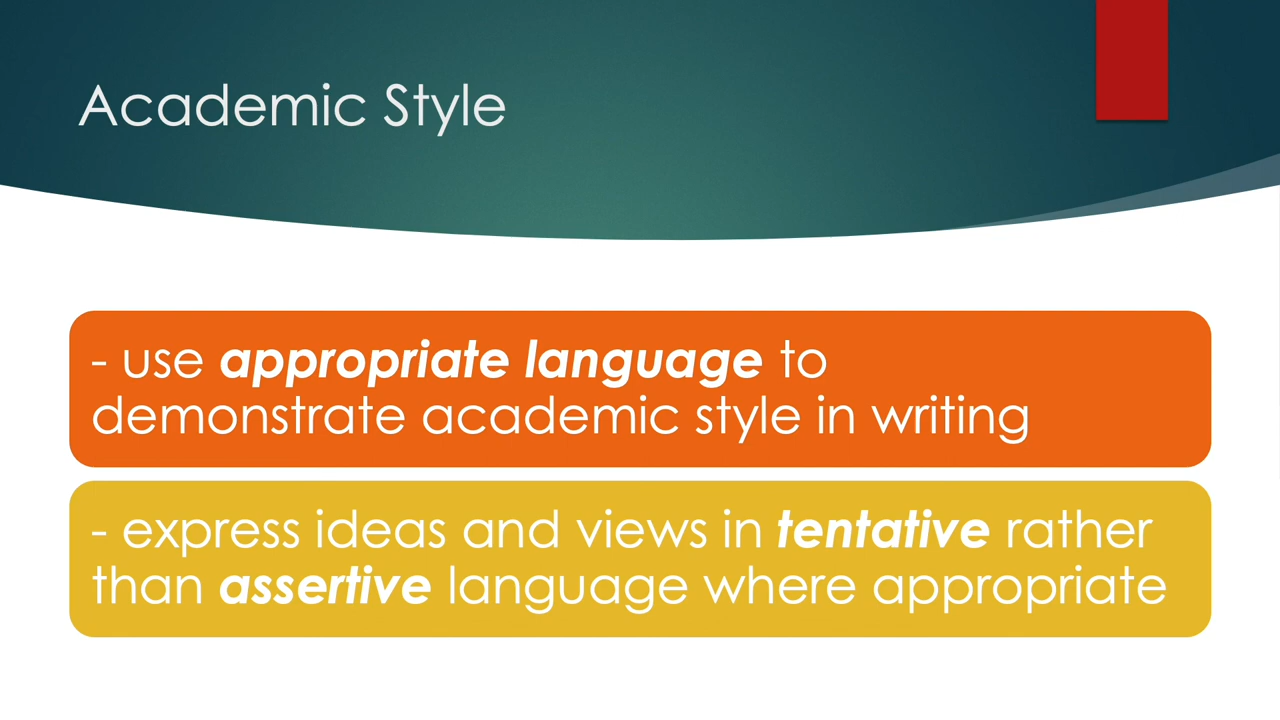 Academic Style
- use appropriate language to
demonstrate academic style in writing
- express ideas and views in tentative rather
than assertive language where appropriate